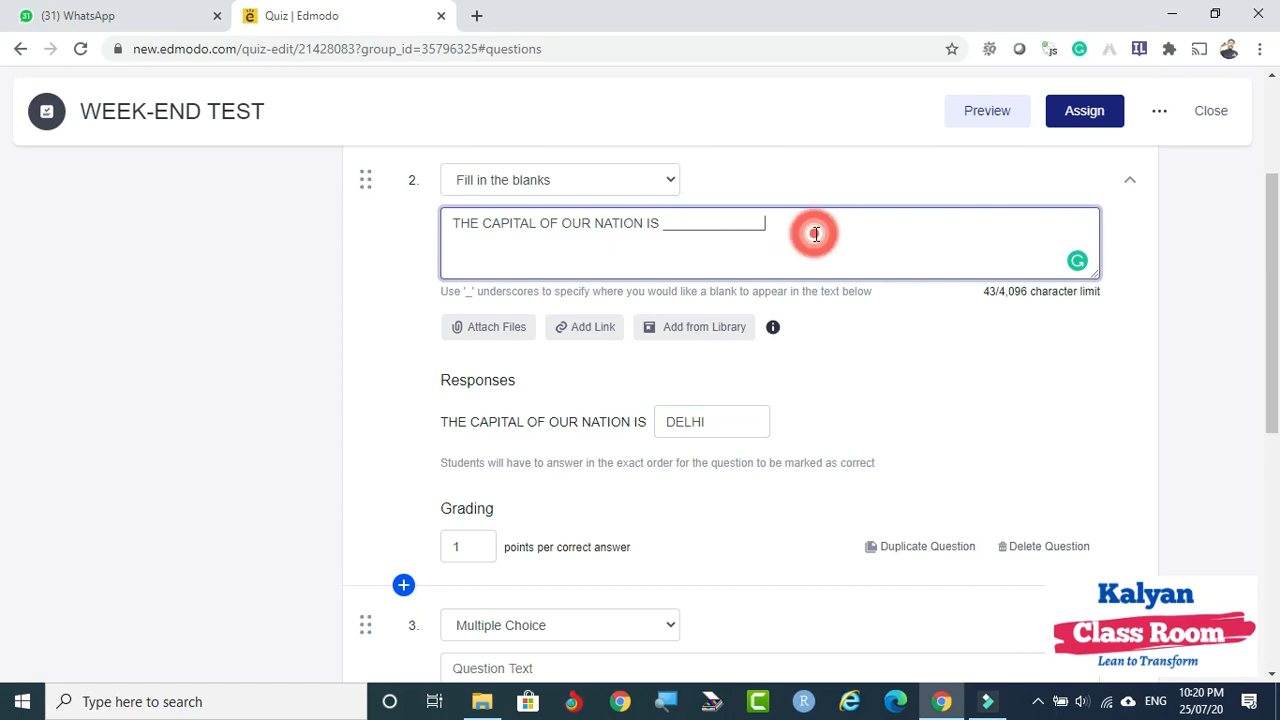 (31) WhatsApp
Quiz | Edmodo
new.edmodo.com/quiz-edit/21428083?group_id=35796325#questions
WEEK-END TEST
Preview
Assign
Close
2.
Fill in the blanks
THE CAPITAL OF OUR NATION IS ______________
Use '_' underscores to specify where you would like a blank to appear in the text below
43/4,096 character limit
Attach Files
Add Link
Add from Library
Responses
THE CAPITAL OF OUR NATION IS
DELHI
Students will have to answer in the exact order for the question to be marked as correct
Grading
1
points per correct answer
Duplicate Question
Delete Question
3.
Multiple Choice
Question Text
Kalyan
Class Room
Lean to Transform
Type here to search
ENG
10:20 PM
25/07/20